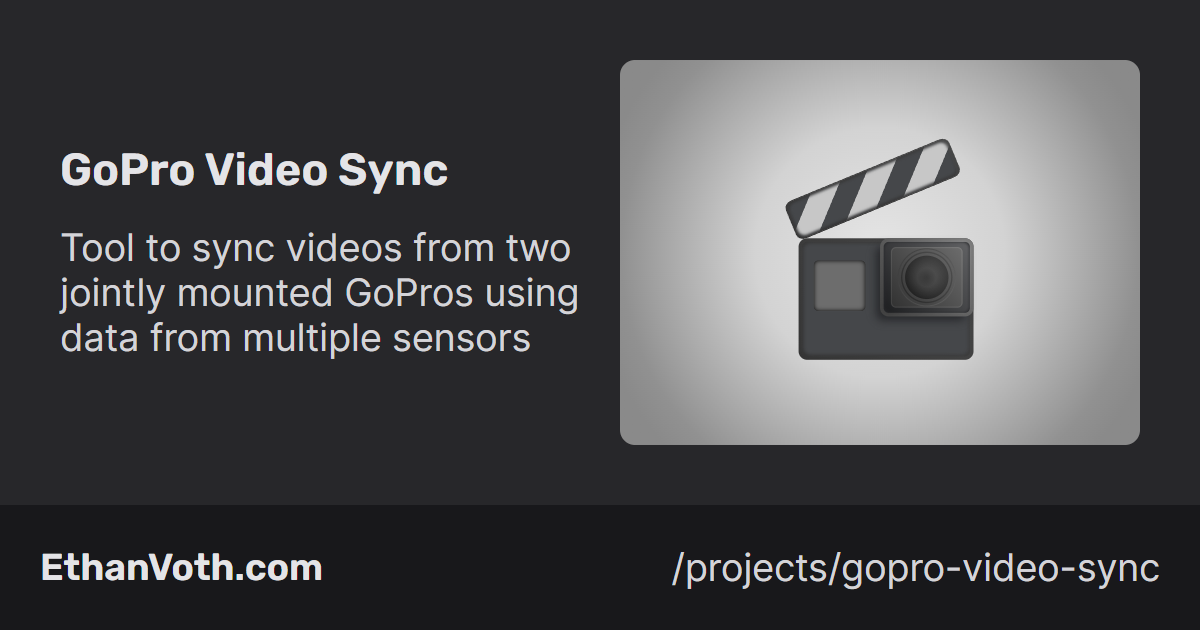 GoPro Video Sync
Tool to sync videos from two
jointly mounted GoPros using
data from multiple sensors
EthanVoth.com
/projects/gopro-video-sync